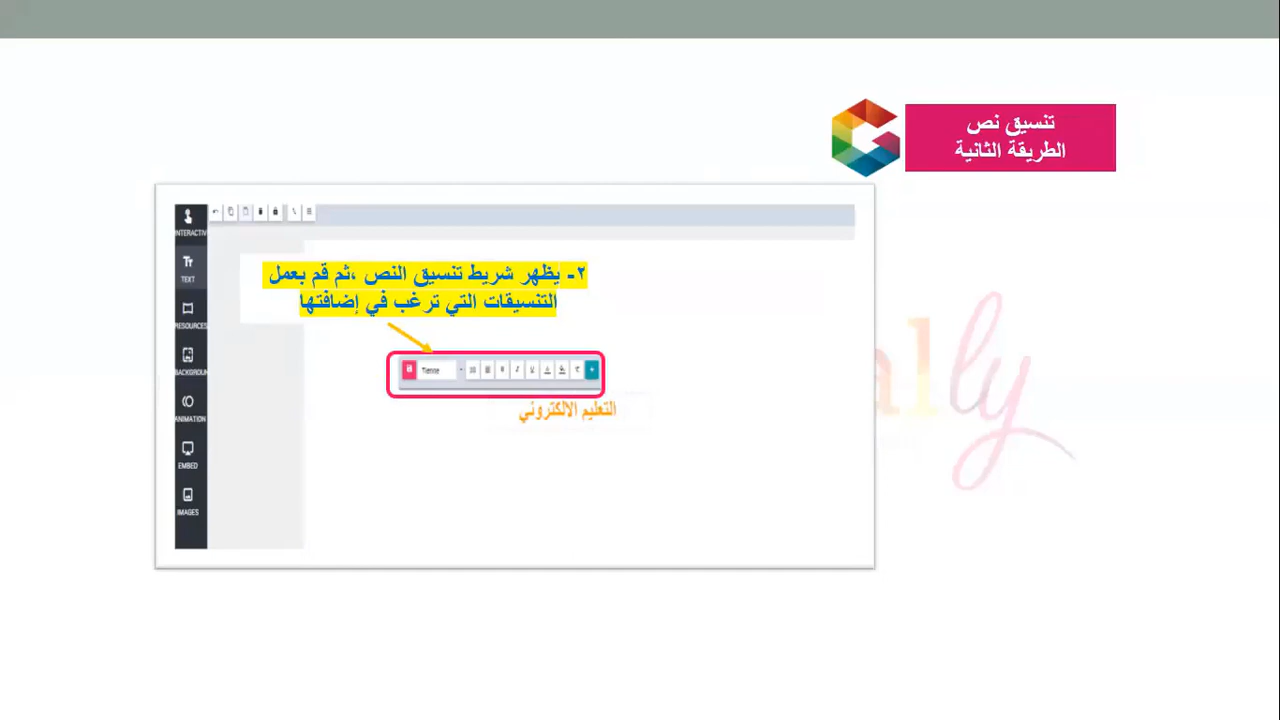 تنسيق نص
الطريقة الثانية
٢- يظهر شريط تنسيق النص ،ثم قم بعمل
التنسيقات التي ترغب في إضافتها
INTERACTIV
TEXT
RESOURCES
BACKGROUN
ANIMATION
EMBED
IMAGES
التعليم الالكتروني
ally